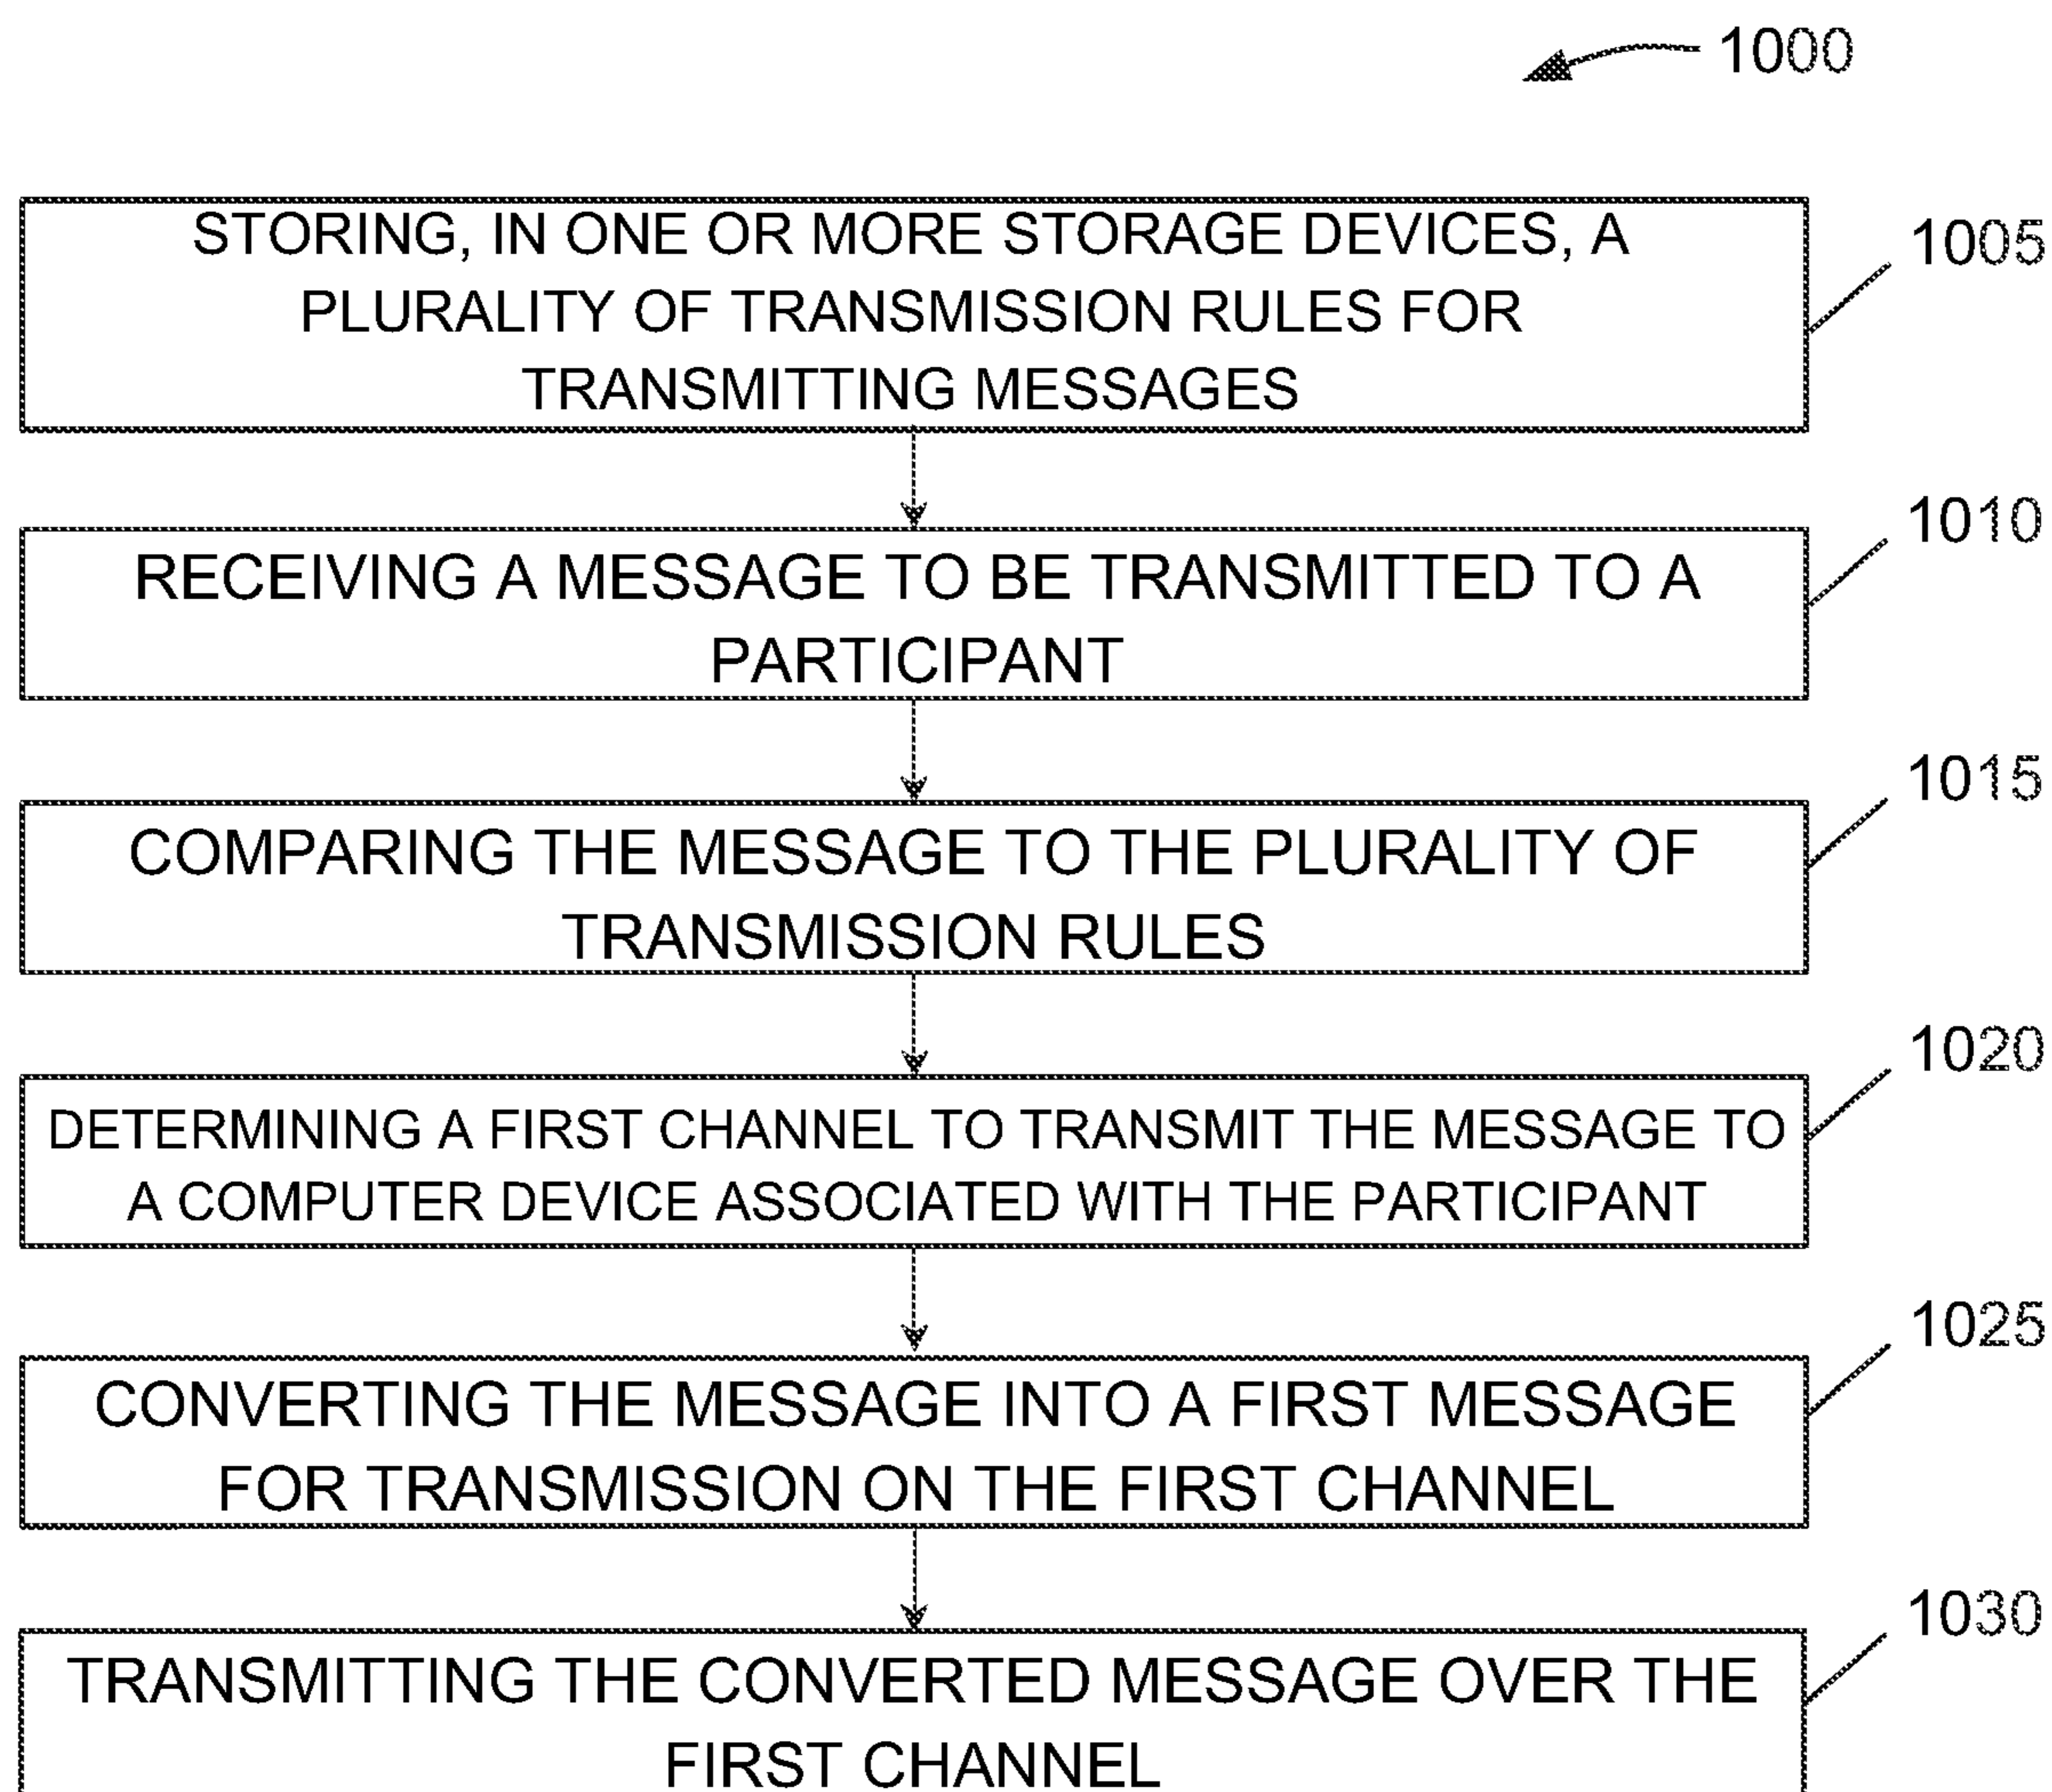 1000
STORING, IN ONE OR MORE STORAGE DEVICES, A
PLURALITY OF TRANSMISSION RULES FOR
TRANSMITTING MESSAGES
1005
RECEIVING A MESSAGE TO BE TRANSMITTED TO A
PARTICIPANT
1010
COMPARING THE MESSAGE TO THE PLURALITY OF
TRANSMISSION RULES
1015
DETERMINING A FIRST CHANNEL TO TRANSMIT THE MESSAGE TO
A COMPUTER DEVICE ASSOCIATED WITH THE PARTICIPANT
1020
CONVERTING THE MESSAGE INTO A FIRST MESSAGE
FOR TRANSMISSION ON THE FIRST CHANNEL
1025
TRANSMITTING THE CONVERTED MESSAGE OVER THE
FIRST CHANNEL
1030